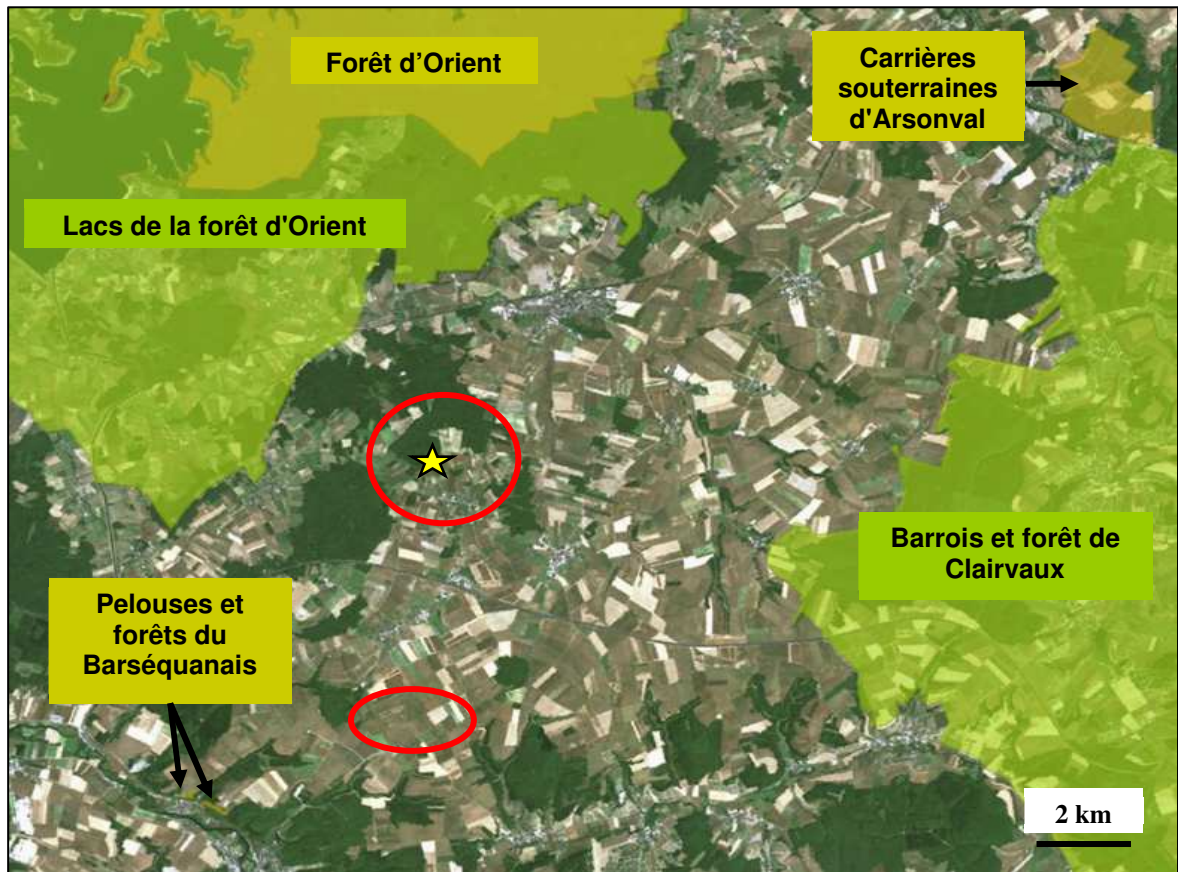 Forêt d'Orient
Carrières
souterraines
d'Arsonval
Lacs de la forêt d'Orient
Barrois et forêt de
Clairvaux
Pelouses et
forêts du
Barséquanais
2 km